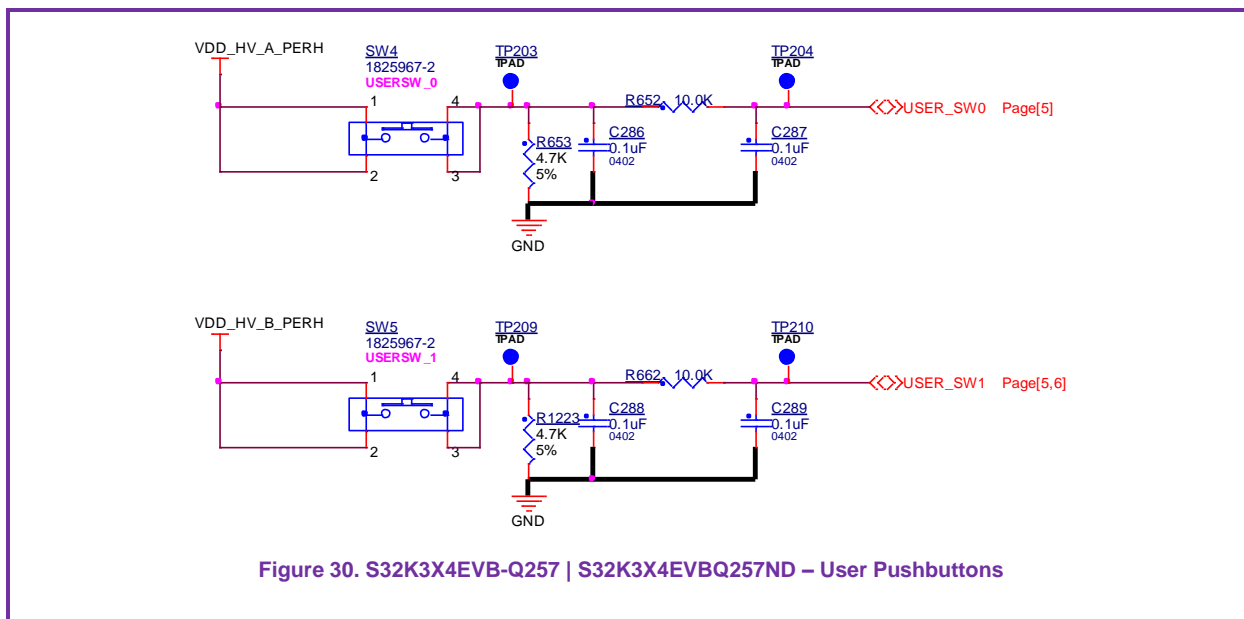 VDD_HV_A_PERH
SW4
1825967-2
USERSW_0
TP203
TPAD
TP204
TPAD
1
4
R652 10.0K
USER_SW0 Page[5]
R653
4.7K
5%
C286
0.1uF
0402
C287
0.1uF
0402
2
3
GND
VDD_HV_B_PERH
SW5
1825967-2
USERSW_1
TP209
TPAD
TP210
TPAD
1
4
R662 10.0K
USER_SW1 Page[5,6]
R1223
4.7K
5%
C288
0.1uF
0402
C289
0.1uF
0402
2
3
GND
Figure 30. S32K3X4EVB-Q257 | S32K3X4EVBQ257ND – User Pushbuttons